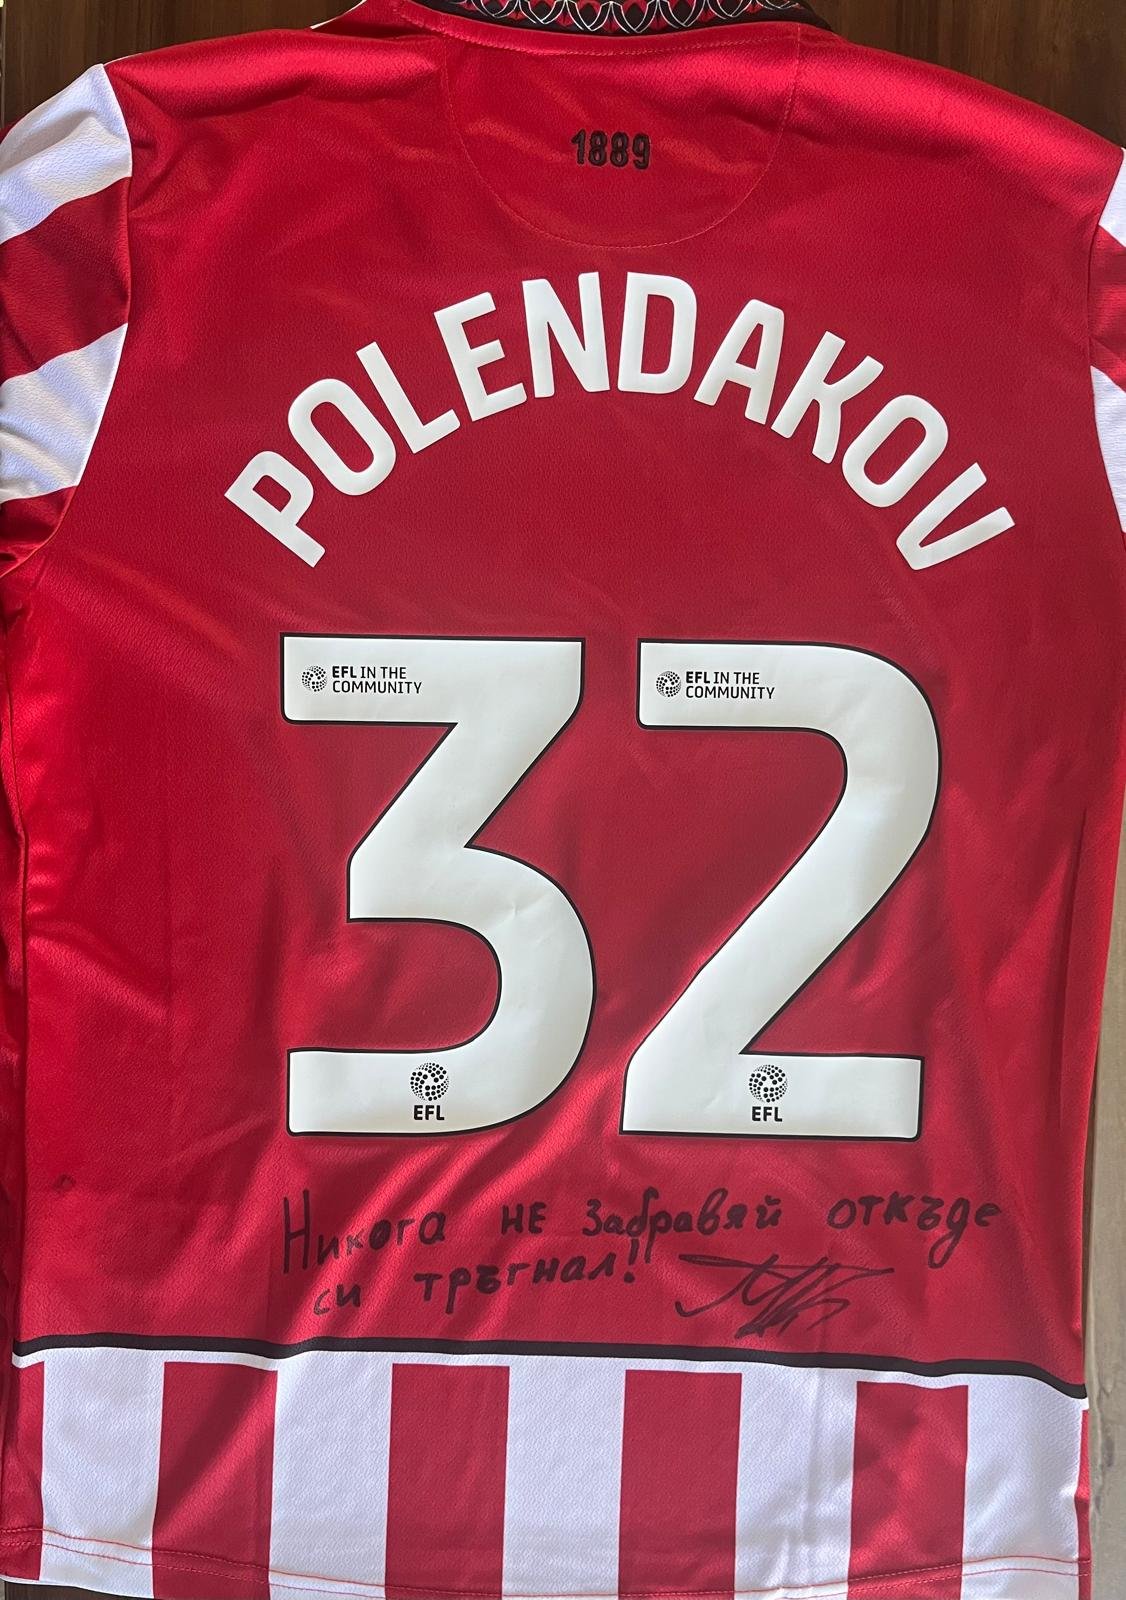 1889
POLENDAKOV
32
EFL IN THE
COMMUNITY
EFL IN THE
COMMUNITY
EFL
EFL
Никога НЕ Забравяй откъде
си тръгнал!